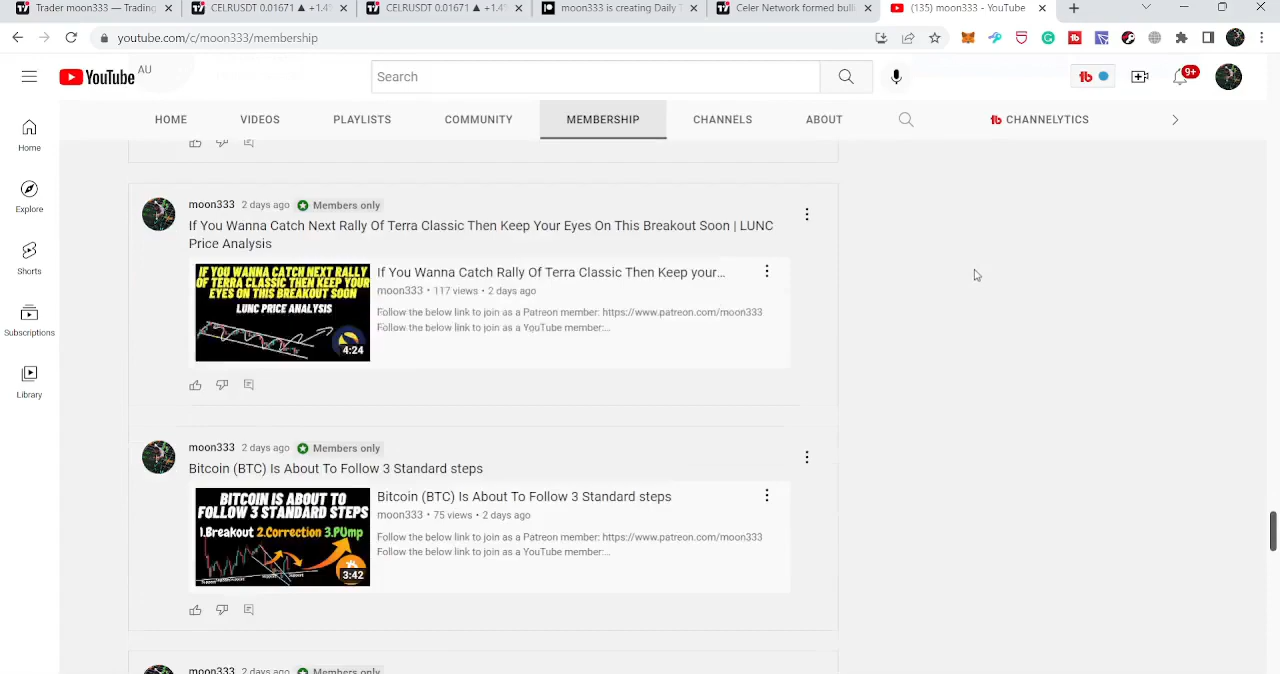 Trader moon333 — Trading
CELRUSDT 0.01671 ▲ +1.4
CELRUSDT 0.01671 ▲ +1.4
moon333 is creating Daily T
Celer Network formed bulli
(135) moon333 - YouTube
youtube.com/c/moon333/membership
YouTube AU
Search
9+
HOME
VIDEOS
PLAYLISTS
COMMUNITY
MEMBERSHIP
CHANNELS
ABOUT
CHANNELYTICS
Home
Explore
Shorts
Subscriptions
Library
moon333 2 days ago Members only
If You Wanna Catch Next Rally Of Terra Classic Then Keep Your Eyes On This Breakout Soon | LUNC
Price Analysis
IF YOU WANNA CATCH NEXT RALLY
OF TERRA CLASSIC THEN KEEP YOUR
EYES ON THIS BREAKOUT SOON
LUNC PRICE ANALYSIS
4:24
If You Wanna Catch Rally Of Terra Classic Then Keep your...
moon333 • 117 views • 2 days ago
Follow the below link to join as a Patreon member: https://www.patreon.com/moon333
Follow the below link to join as a YouTube member:...
moon333 2 days ago Members only
Bitcoin (BTC) Is About To Follow 3 Standard steps
BITCOIN IS ABOUT TO
FOLLOW 3 STANDARD STEPS
1.Breakout 2.Correction 3.PUmp
3:42
Bitcoin (BTC) Is About To Follow 3 Standard steps
moon333 • 75 views • 2 days ago
Follow the below link to join as a Patreon member: https://www.patreon.com/moon333
Follow the below link to join as a YouTube member:...
moon333 2 days ago Members only